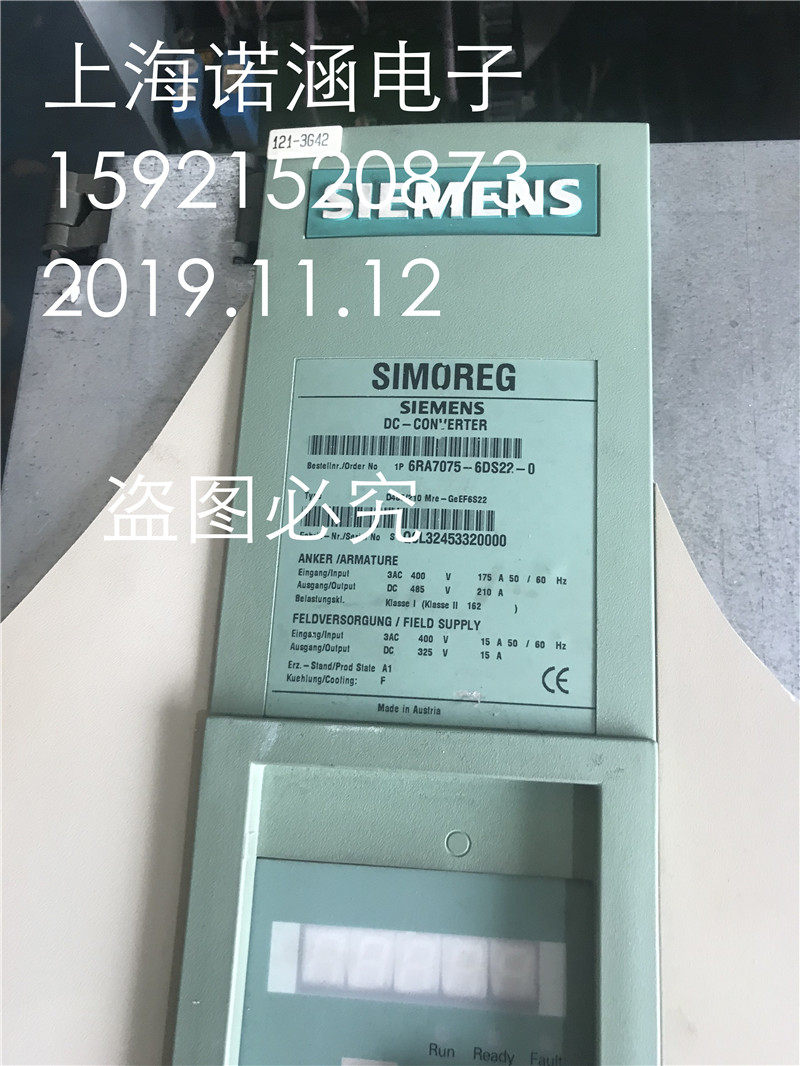 上海诺涵电子
121-3G42
15921520873
SIEMENS
2019.11.12
SIMOREG
SIEMENS
DC-CONVERTER
Bestellnr./Order No 1P 6RA7075-6DS22-0
盗图必究
Mre-GeEF6S22
L32453320000
ANKER /ARMATURE
Eingang/Input 3AC 400 V 175 A 50 / 60 Hz
Ausgang/Output DC 485 V 210 A
Belastungskl. Klasse I (Klasse II 162 )
FELDVERSORGUNG / FIELD SUPPLY
Eingang/Input 3AC 400 V 15 A 50 / 60 Hz
Ausgang/Output DC 325 V 15 A
Erz.-Stand/Prod State A1
Kuehlung/Cooling: F
CE
Made in Austria
Run Ready Fault